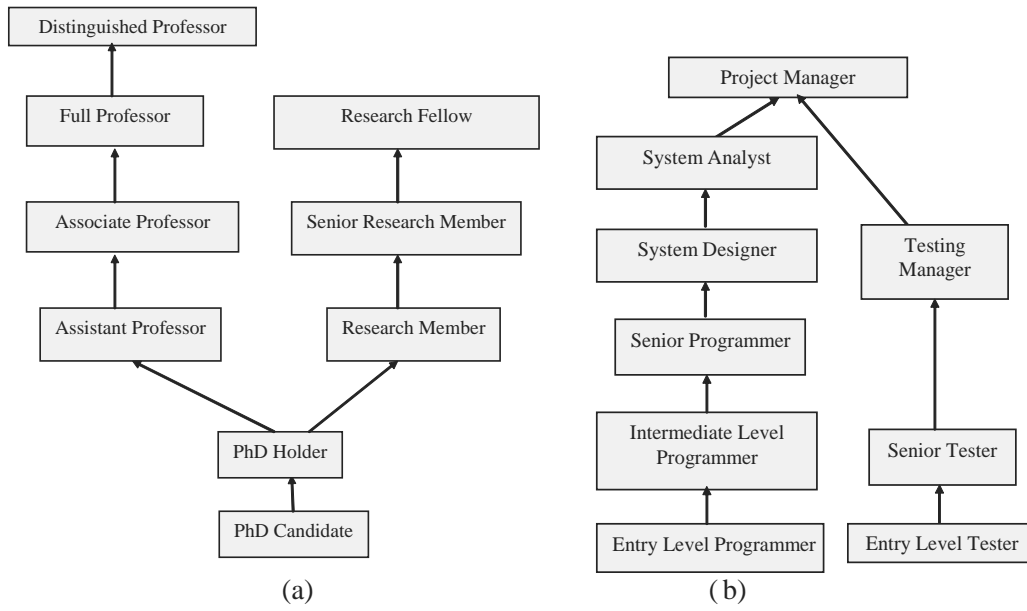 Distinguished Professor
Full Professor
Associate Professor
Assistant Professor
Research Fellow
Senior Research Member
Research Member
PhD Holder
PhD Candidate
(a)
Project Manager
System Analyst
System Designer
Senior Programmer
Intermediate Level
Programmer
Entry Level Programmer
Testing
Manager
Senior Tester
Entry Level Tester
( b)